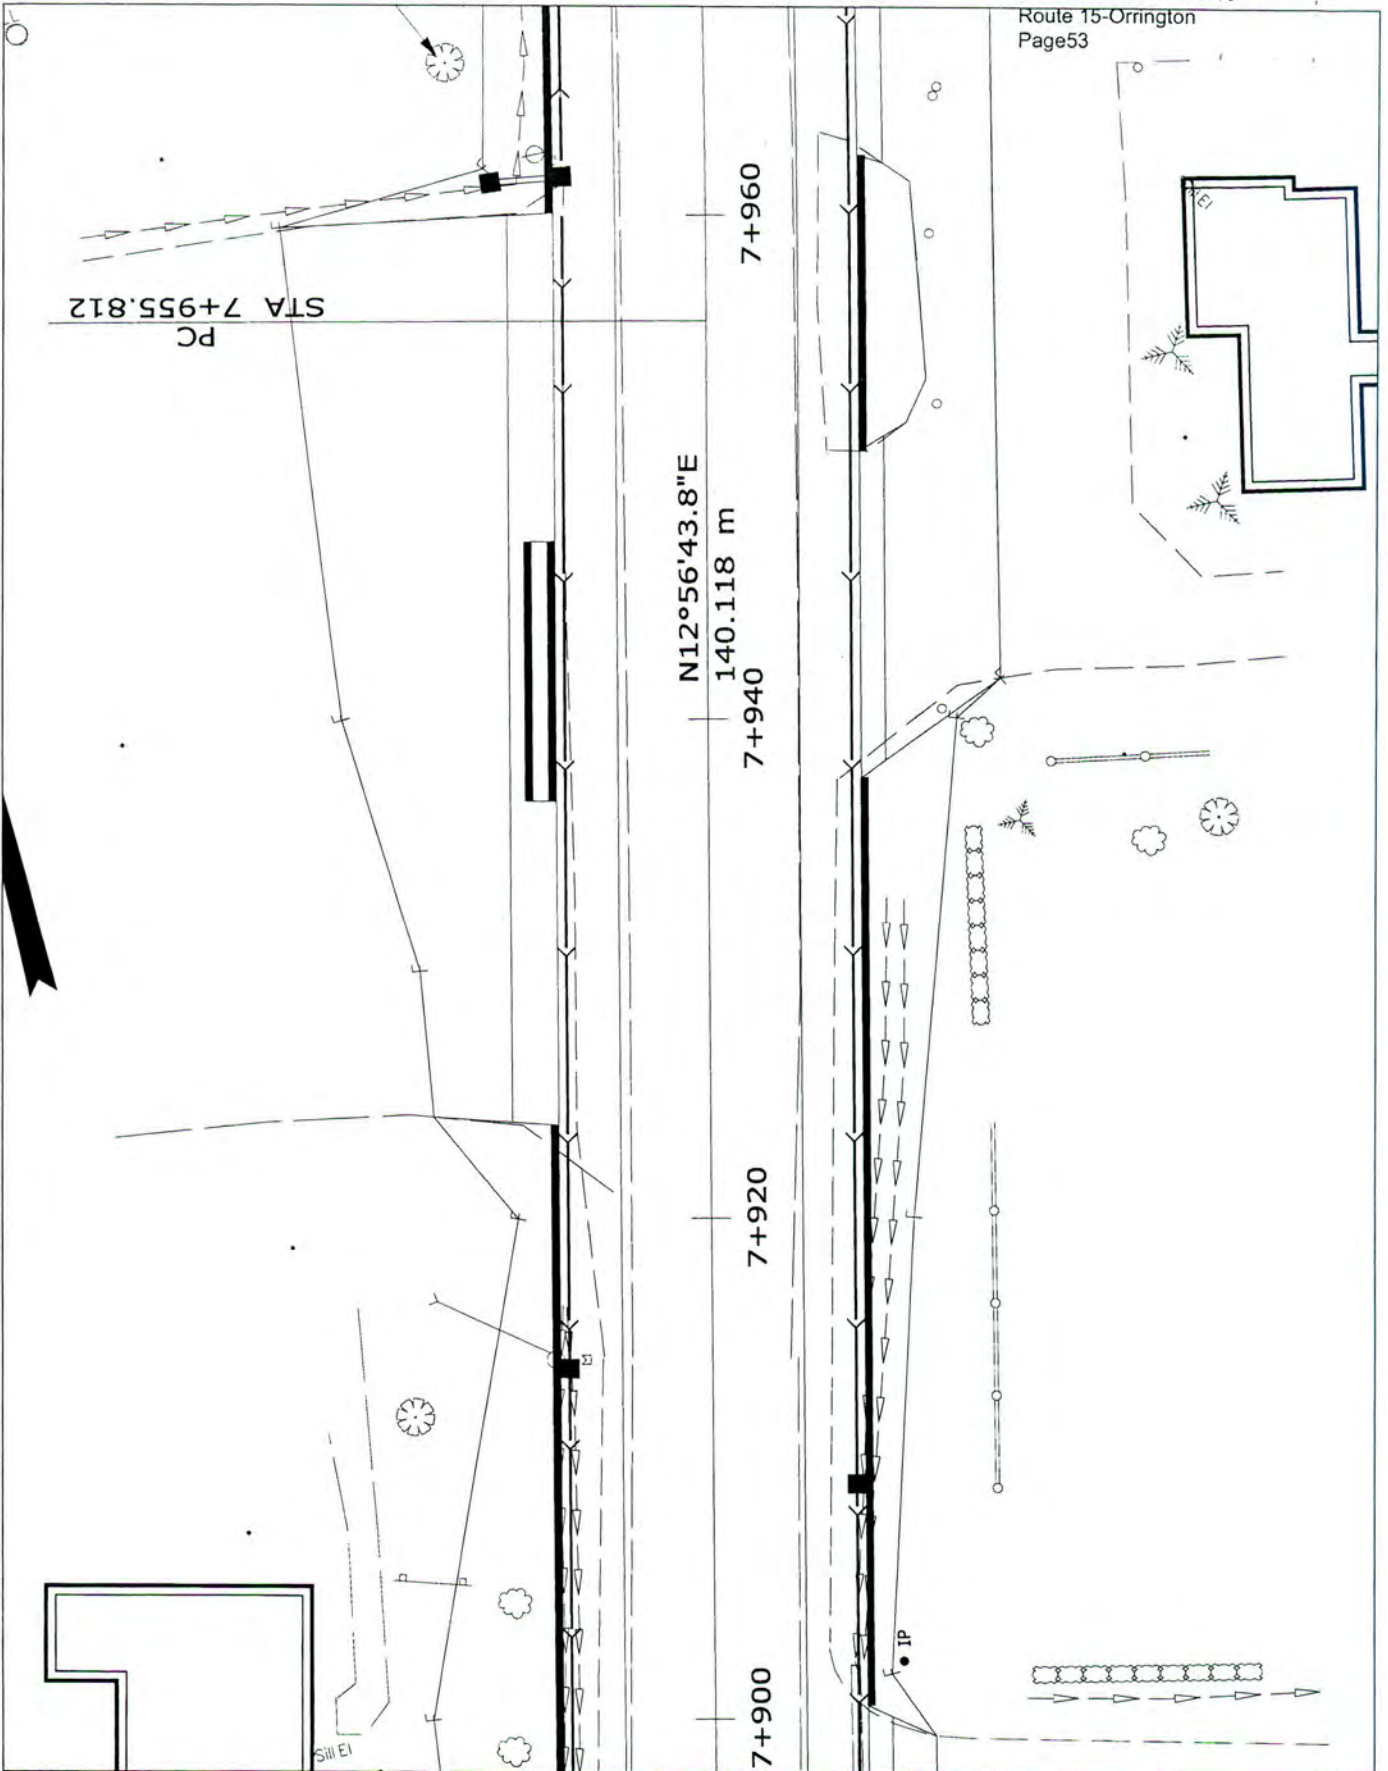 Route 15-Orrington
Page53
7+960
STA 7+955.812
PC
N12°56'43.8"E
140.118 m
7+940
7+920
7+900
IP
Sill El